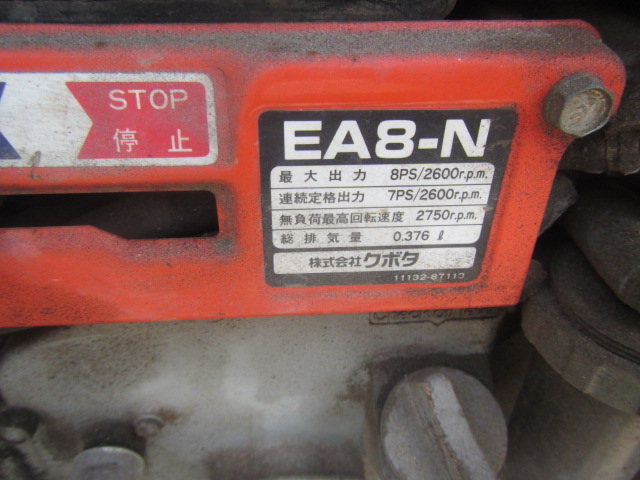 STOP
停止
EA8-N
最大出力 8PS/2600r.p.m.
連続定格出力 7PS/2600r.p.m.
無負荷最高回転速度 2750r.p.m.
総排気量 0.376 ℓ
株式会社クボタ
11132-87113